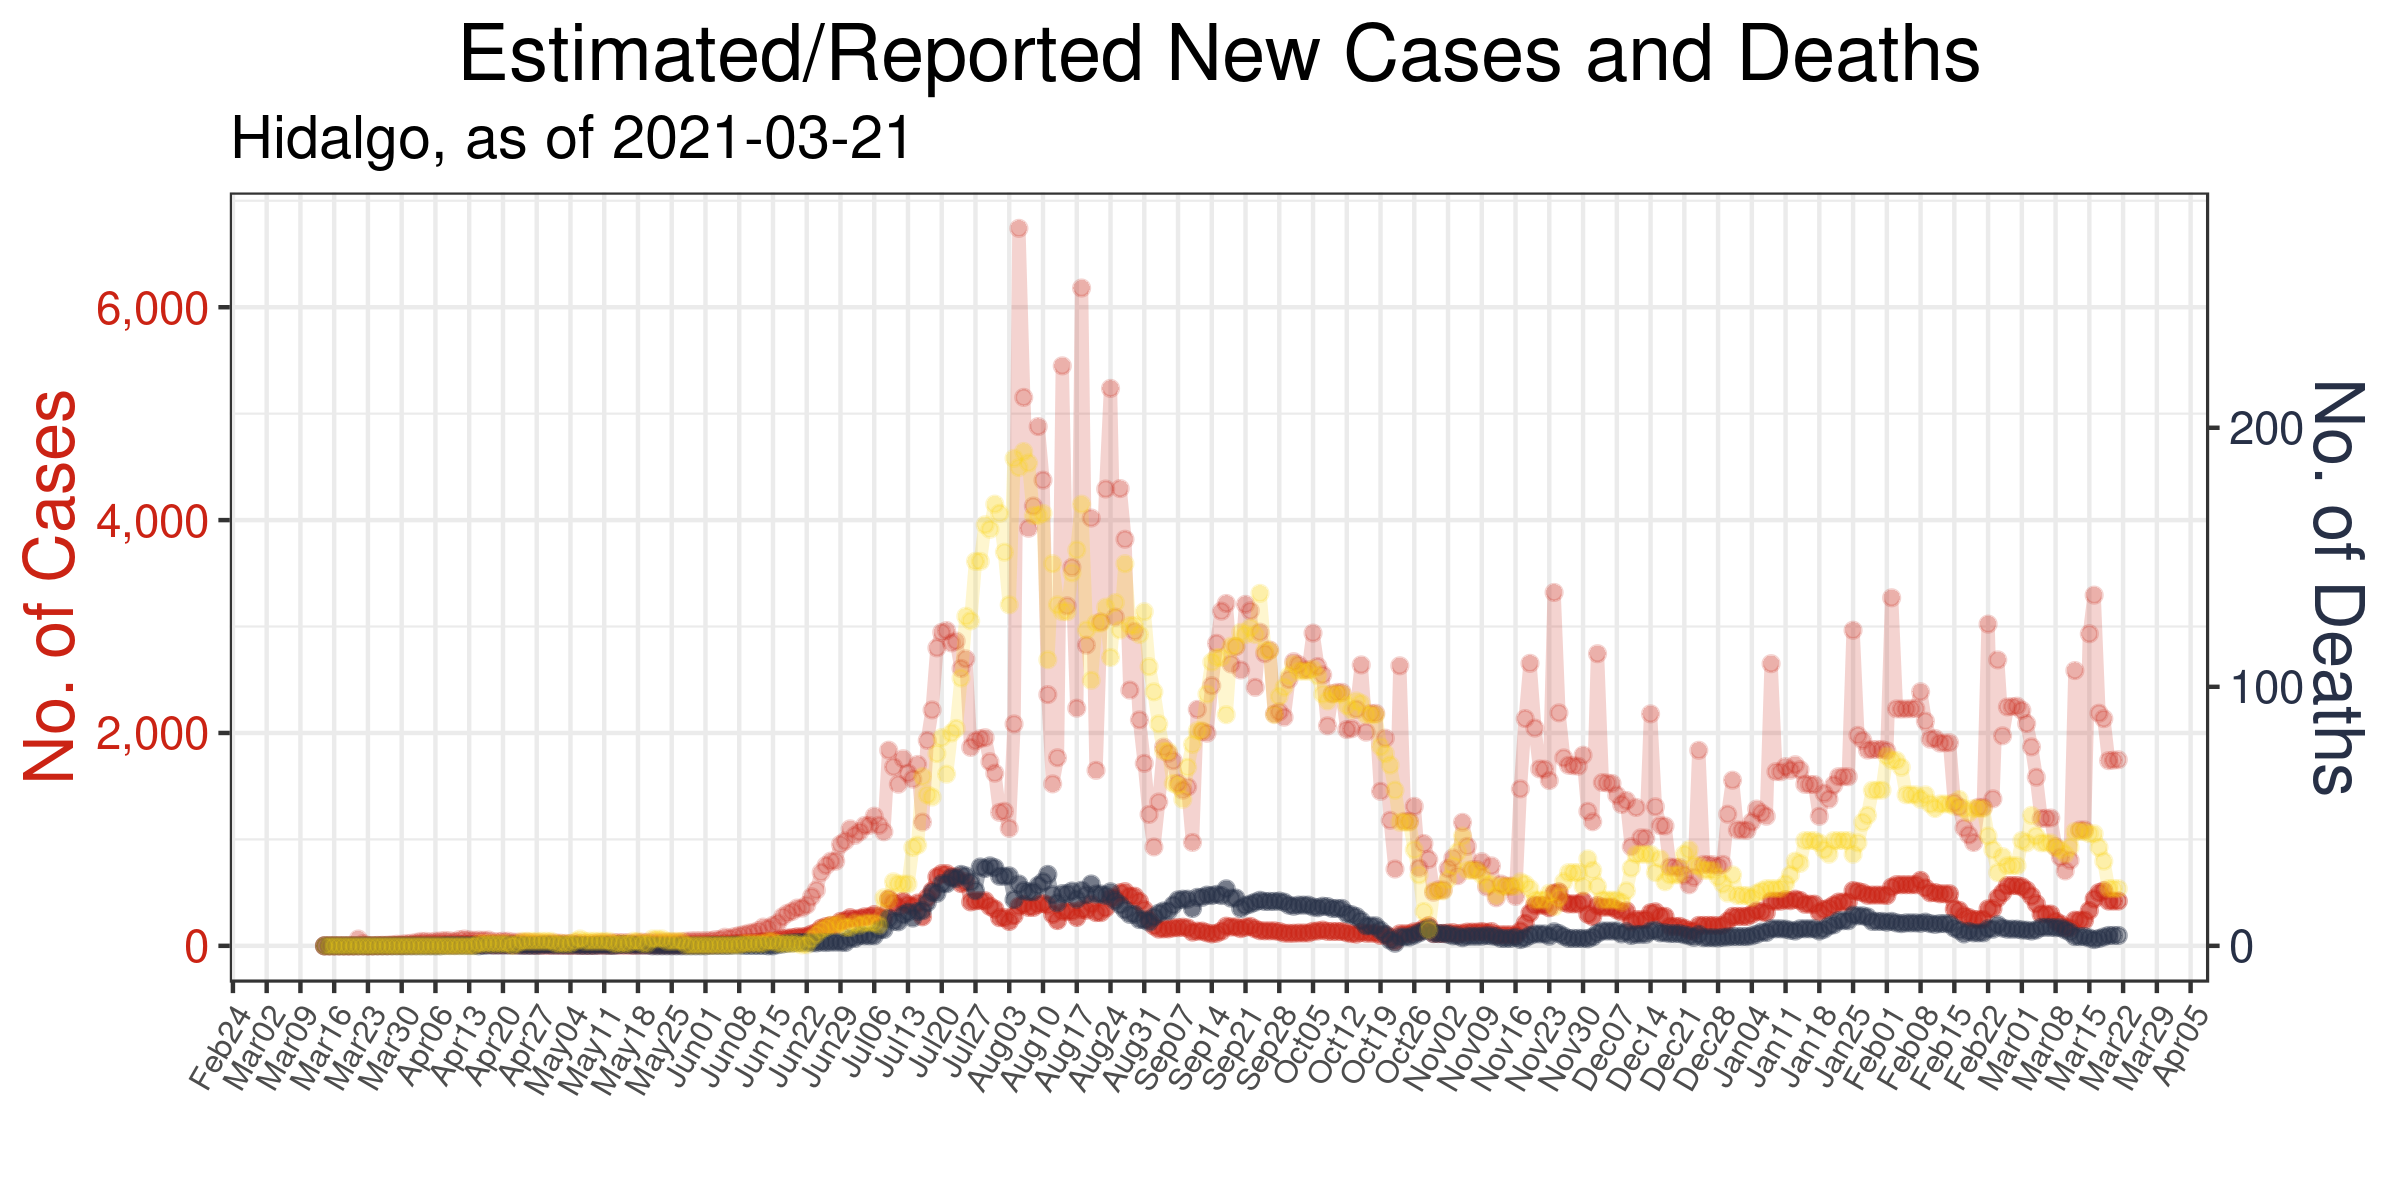 Estimated/Reported New Cases and Deaths
Hidalgo, as of 2021-03-21
No. of Cases
6,000
4,000
2,000
0
No. of Deaths
200
100
0
Feb24 Mar02 Mar09 Mar16 Mar23 Mar30 Apr06 Apr13 Apr20 Apr27 May04 May11 May18 May25 Jun01 Jun08 Jun15 Jun22 Jun29 Jul06 Jul13 Jul20 Jul27 Aug03 Aug10 Aug17 Aug24 Aug31 Sep07 Sep14 Sep21 Sep28 Oct05 Oct12 Oct19 Oct26 Nov02 Nov09 Nov16 Nov23 Nov30 Dec07 Dec14 Dec21 Dec28 Jan04 Jan11 Jan18 Jan25 Feb01 Feb08 Feb15 Feb22 Mar01 Mar08 Mar15 Mar22 Mar29 Apr05